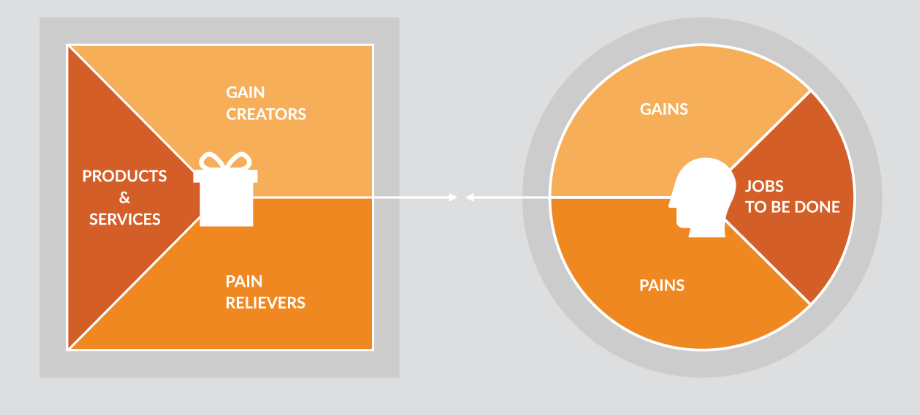 GAIN
CREATORS
PRODUCTS
&
SERVICES
PAIN
RELIEVERS
GAINS
JOBS
TO BE DONE
PAINS